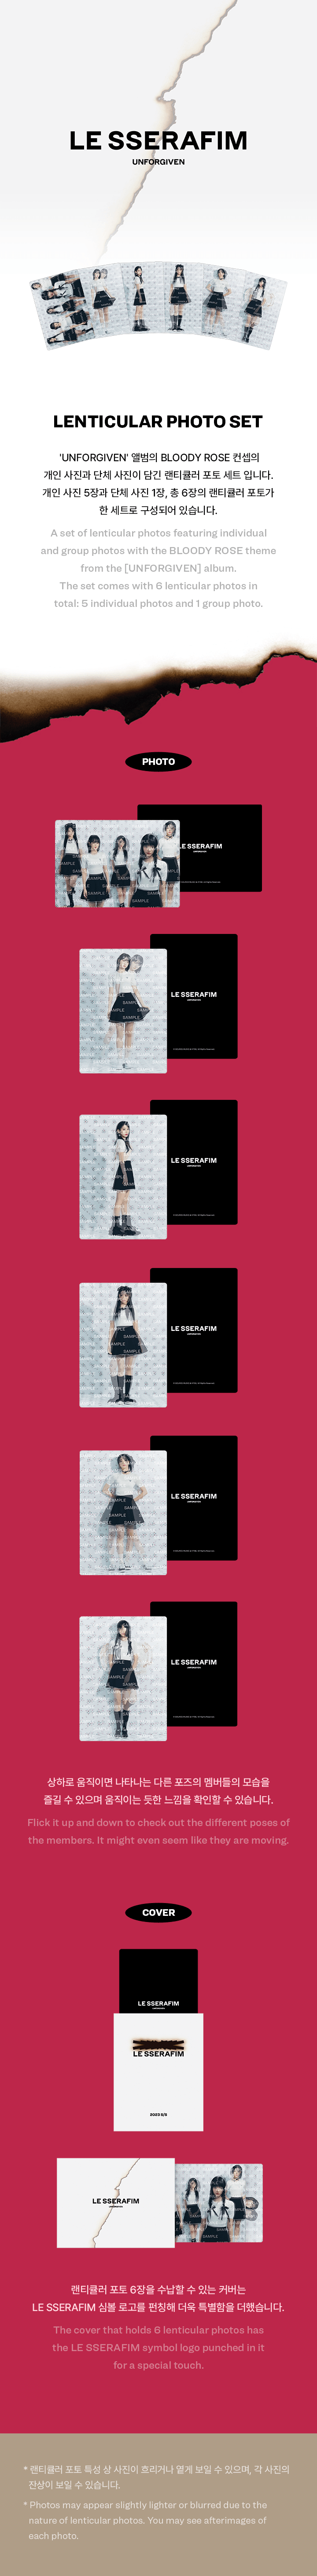 LE SSERAFIM
UNFORGIVEN
LENTICULAR PHOTO SET
'UNFORGIVEN' 앨범의 BLOODY ROSE 컨셉의
개인 사진과 단체 사진이 담긴 랜티큘러 포토 세트 입니다.
개인 사진 5장과 단체 사진 1장, 총 6장의 랜티큘러 포토가
한 세트로 구성되어 있습니다.
A set of lenticular photos featuring individual
and group photos with the BLOODY ROSE theme
from the [UNFORGIVEN] album.
The set comes with 6 lenticular photos in
total: 5 individual photos and 1 group photo.
PHOTO
LE SSERAFIM
SAMPLE
LE SSERAFIM
SAMPLE
LE SSERAFIM
SAMPLE
LE SSERAFIM
SAMPLE
LE SSERAFIM
SAMPLE
LE SSERAFIM
SAMPLE
상하로 움직이면 나타나는 다른 포즈의 멤버들의 모습을
즐길 수 있으며 움직이는 듯한 느낌을 확인할 수 있습니다.
Flick it up and down to check out the different poses of
the members. It might even seem like they are moving.
COVER
LE SSERAFIM
LE SSERAFIM
2023 5/2
LE SSERAFIM
SAMPLE
랜티큘러 포토 6장을 수납할 수 있는 커버는
LE SSERAFIM 심볼 로고를 펀칭해 더욱 특별함을 더했습니다.
The cover that holds 6 lenticular photos has
the LE SSERAFIM symbol logo punched in it
for a special touch.
* 랜티큘러 포토 특성 상 사진이 흐리거나 옅게 보일 수 있으며, 각 사진의
잔상이 보일 수 있습니다.
* Photos may appear slightly lighter or blurred due to the
nature of lenticular photos. You may see afterimages of
each photo.